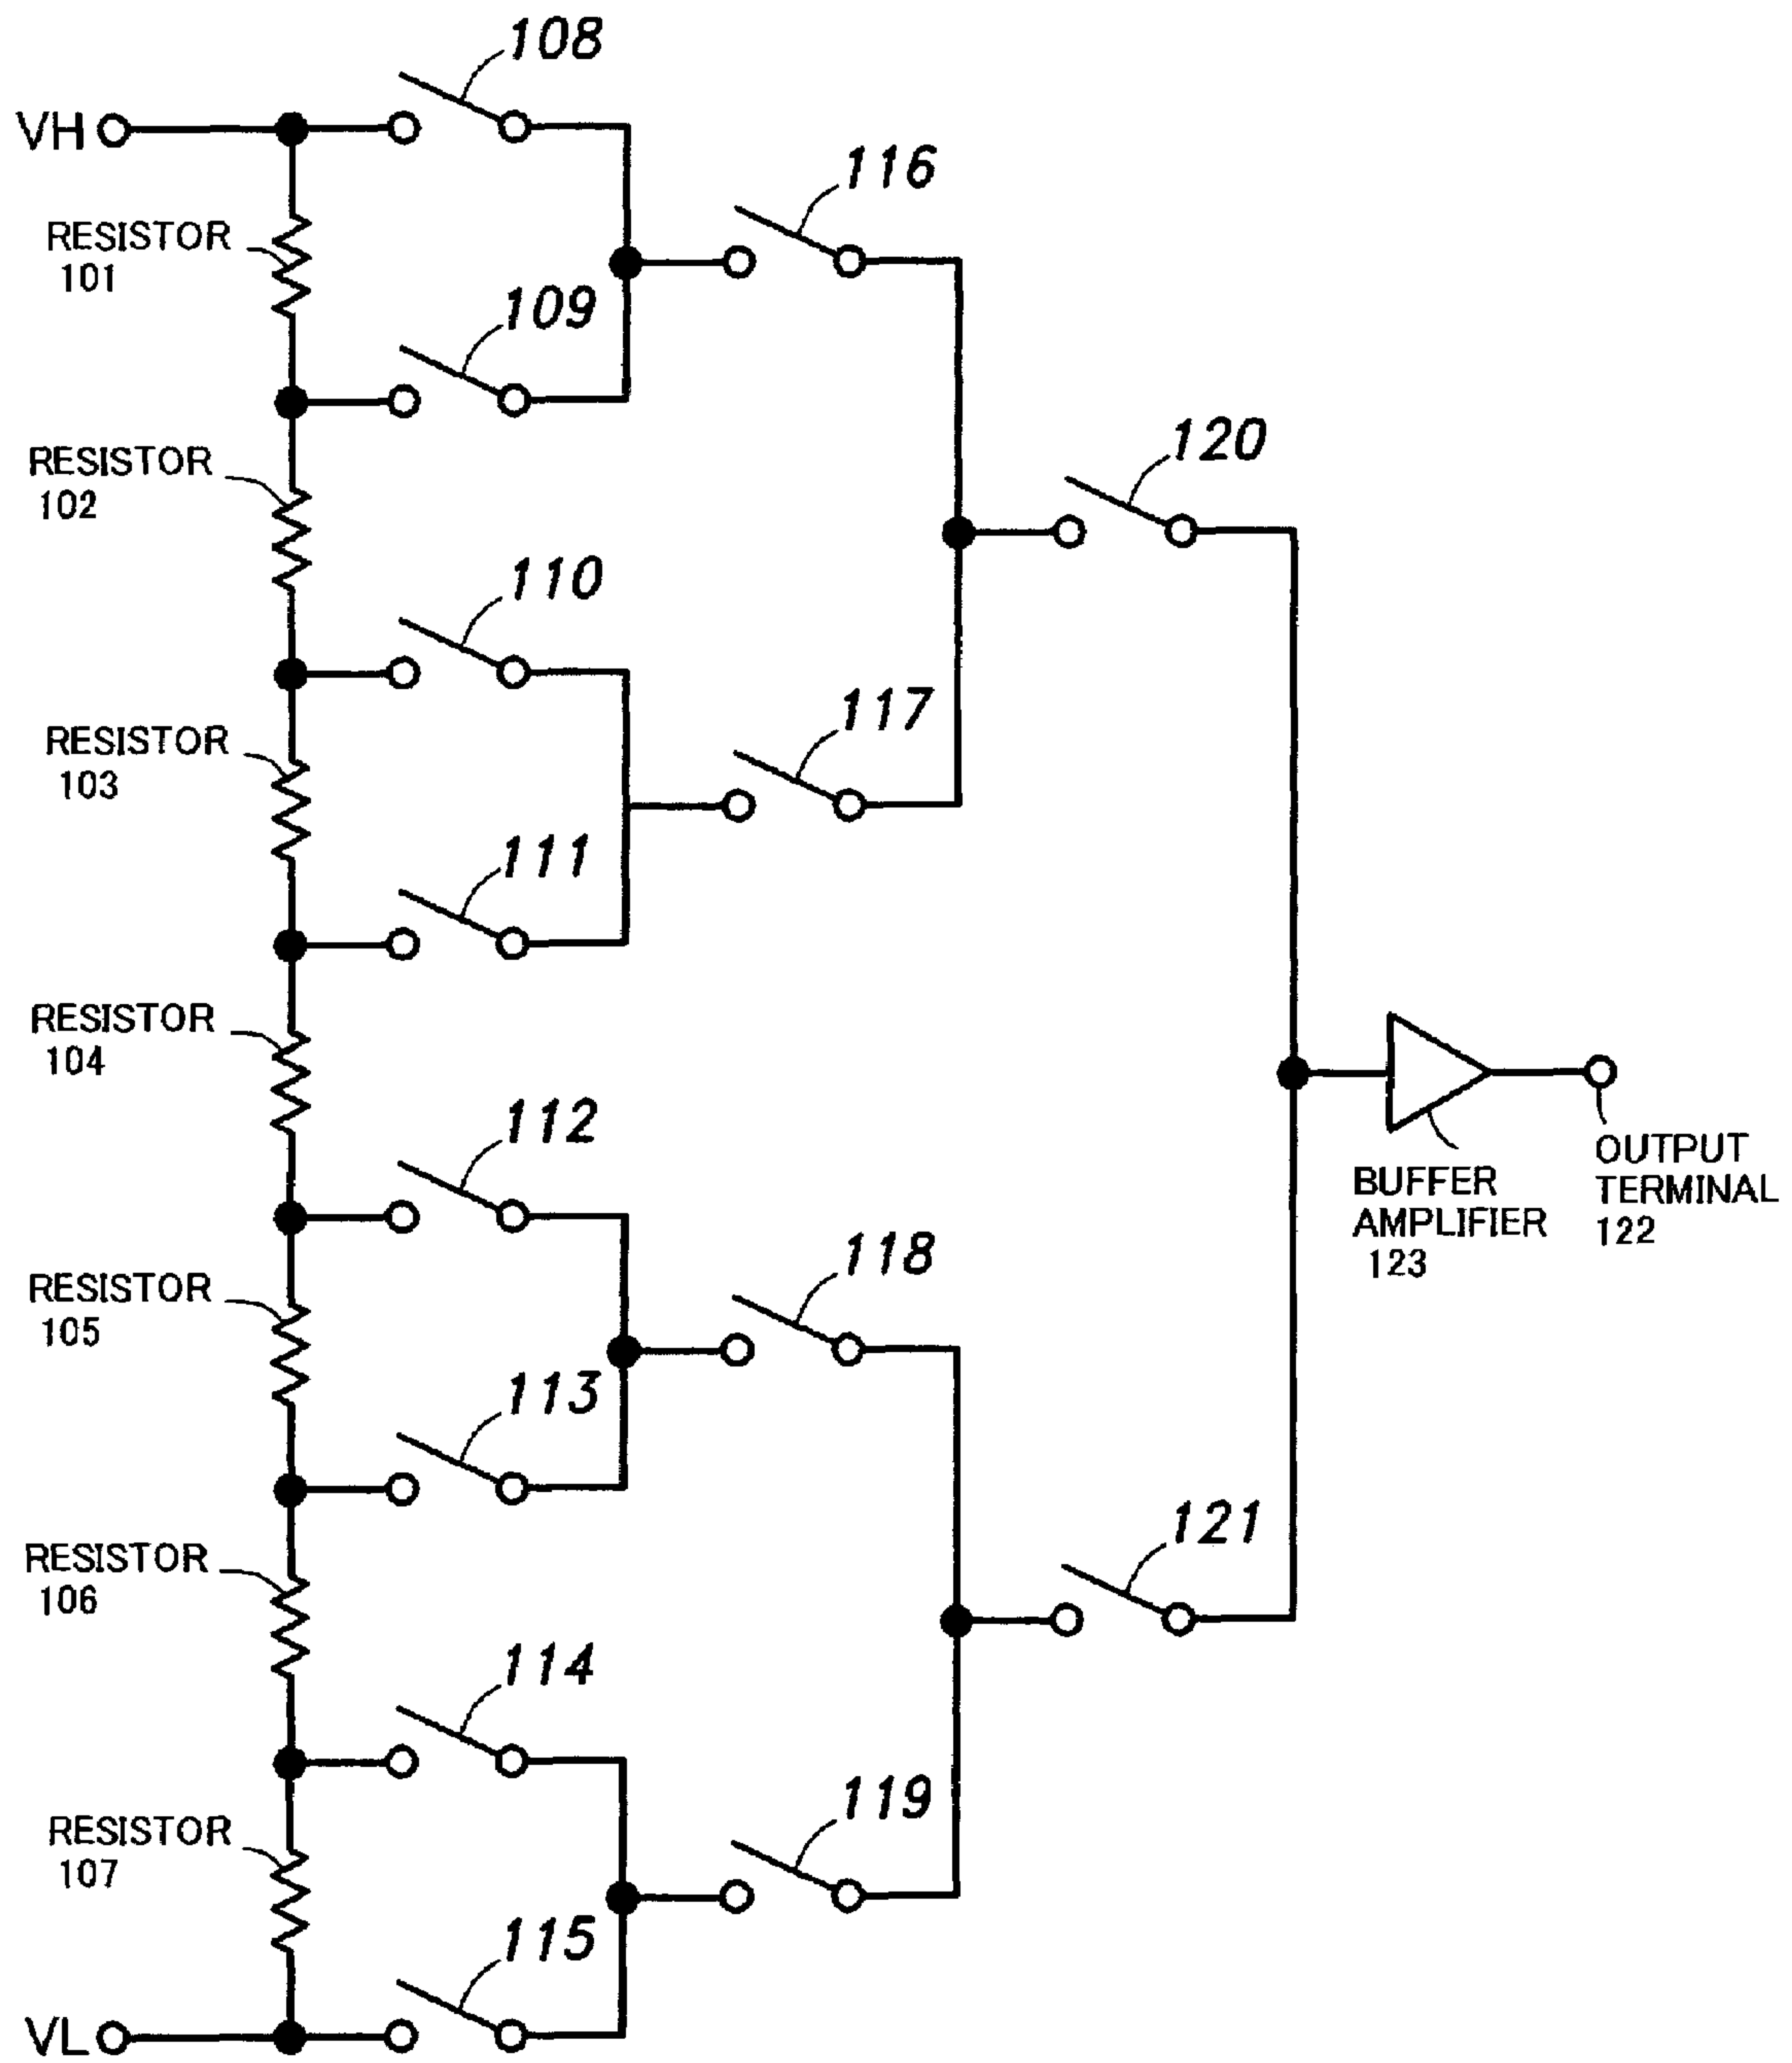 108
VH
116
RESISTOR
101
109
120
RESISTOR
102
110
117
RESISTOR
103
111
RESISTOR
104
112
OUTPUT
TERMINAL
122
BUFFER
AMPLIFIER
123
118
RESISTOR
105
113
121
RESISTOR
106
114
119
RESISTOR
107
115
VL